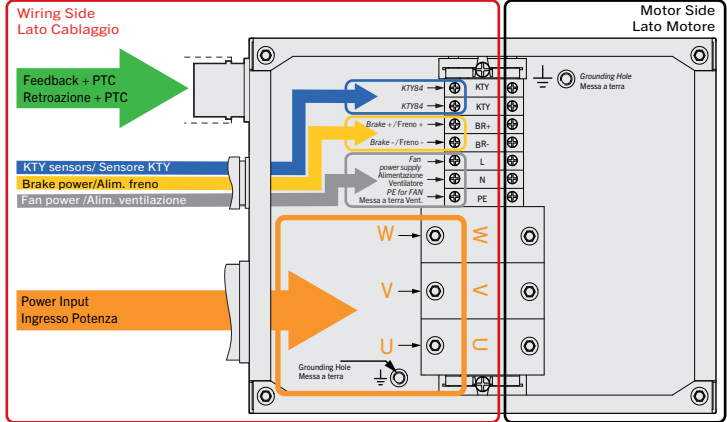 Wiring Side
Lato Cablaggio
Motor Side
Lato Motore
Feedback + PTC
Retroazione + PTC
KTY sensors/ Sensore KTY
Brake power/Alim. freno
Fan power /Alim. ventilazione
Power Input
Ingresso Potenza
KTY84
KTY
KTY84
KTY
Brake +/Freno +
BR+
Brake -/Freno -
BR-
Fan
power supply
Alimentazione
Ventilatore
PE for FAN
Messa a terra Vent.
L
N
PE
Grounding Hole
Messa a terra
W
W
V
V
U
U
Grounding Hole
Messa a terra